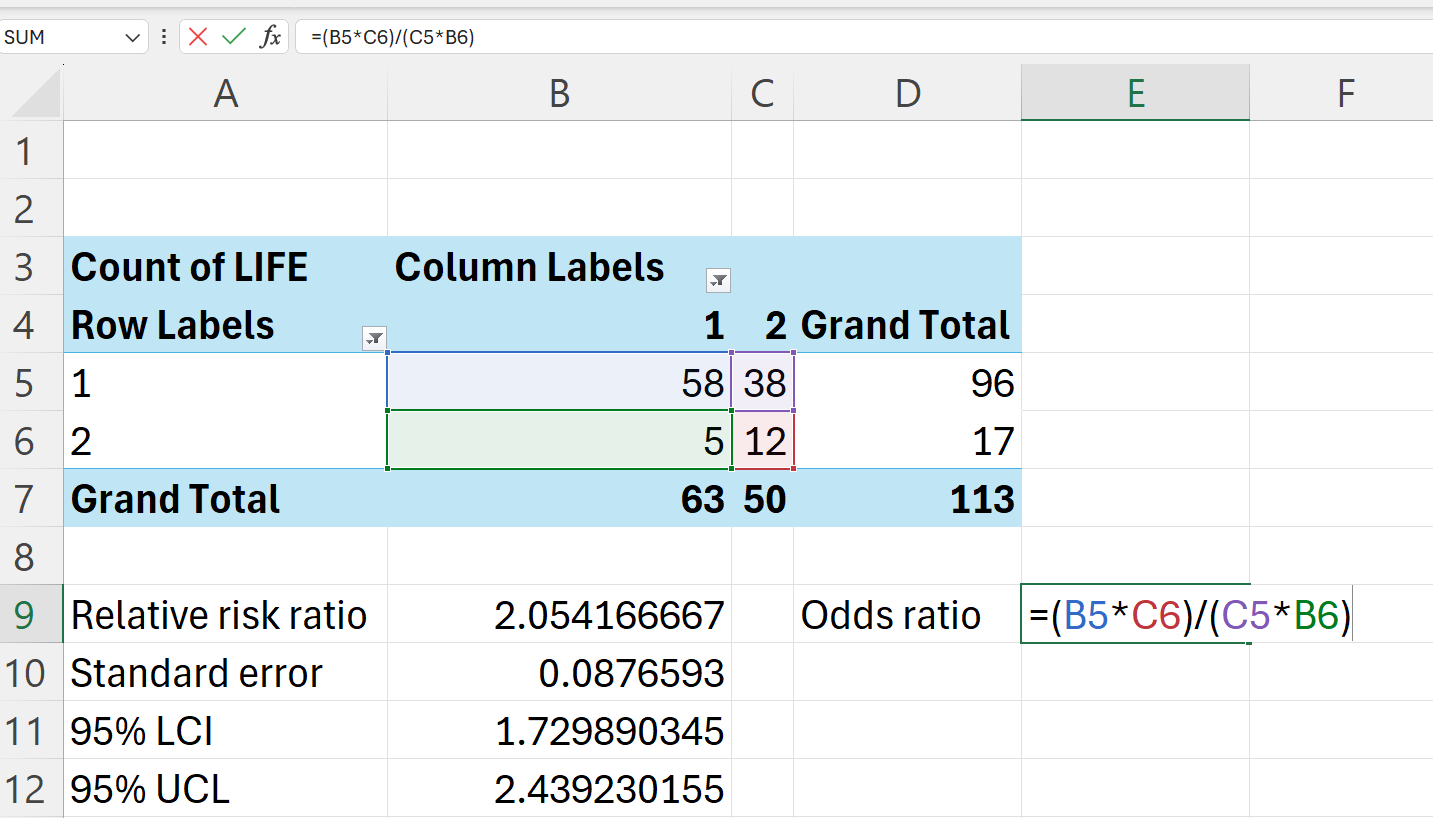 SUM fx =(B5*C6)/(C5*B6)
A B C D E F
1
2
3 Count of LIFE Column Labels
4 Row Labels 1 2 Grand Total
5 1 58 38 96
6 2 5 12 17
7 Grand Total 63 50 113
8
9 Relative risk ratio 2.054166667 Odds ratio =(B5*C6)/(C5*B6)
10 Standard error 0.0876593
11 95% LCI 1.729890345
12 95% UCL 2.439230155